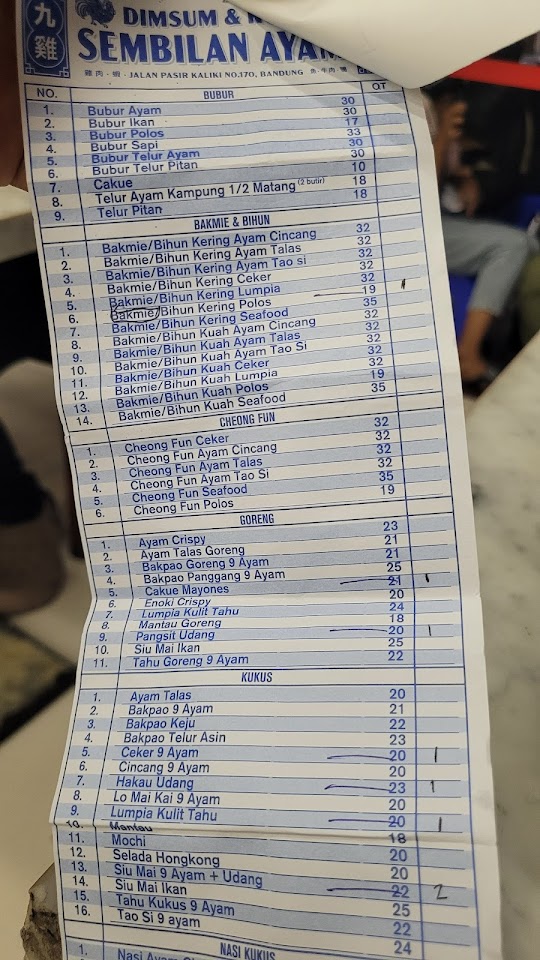 九
雞
DIMSUM &
SEMBILAN AYAM
JALAN PASIR KALIKI NO.170, BANDUNG
NO. BUBUR QT
1. Bubur Ayam 30
2. Bubur Ikan 30
3. Bubur Polos 17
4. Bubur Sapi 33
5. Bubur Telur Ayam 30
6. Bubur Telur Pitan 30
7. Cakue 10
8. Telur Ayam Kampung 1/2 Matang (2 butir) 18
9. Telur Pitan 18
BAKMIE & BIHUN
1. Bakmie/Bihun Kering Ayam Cincang 32
2. Bakmie/Bihun Kering Ayam Talas 32
3. Bakmie/Bihun Kering Ayam Tao si 32
4. Bakmie/Bihun Kering Ceker 32
5. Bakmie/Bihun Kering Lumpia 32
6. Bakmie/Bihun Kering Polos 19 1
7. Bakmie/Bihun Kering Seafood 35
8. Bakmie/Bihun Kuah Ayam Cincang 32
9. Bakmie/Bihun Kuah Ayam Talas 32
10. Bakmie/Bihun Kuah Ayam Tao Si 32
11. Bakmie/Bihun Kuah Ceker 32
12. Bakmie/Bihun Kuah Lumpia 32
13. Bakmie/Bihun Kuah Polos 19
14. Bakmie/Bihun Kuah Seafood 35
CHEONG FUN
1. Cheong Fun Ceker 32
2. Cheong Fun Ayam Cincang 32
3. Cheong Fun Ayam Talas 32
4. Cheong Fun Ayam Tao Si 32
5. Cheong Fun Seafood 35
6. Cheong Fun Polos 19
GORENG
1. Ayam Crispy 23
2. Ayam Talas Goreng 21
3. Bakpao Goreng 9 Ayam 21
4. Bakpao Panggang 9 Ayam 25
5. Cakue Mayones 21 1
6. Enoki Crispy 20
7. Lumpia Kulit Tahu 24
8. Mantau Goreng 18
9. Pangsit Udang 20 1
10. Siu Mai Ikan 25
11. Tahu Goreng 9 Ayam 22
KUKUS
1. Ayam Talas 20
2. Bakpao 9 Ayam 21
3. Bakpao Keju 22
4. Bakpao Telur Asin 23
5. Ceker 9 Ayam 20 1
6. Cincang 9 Ayam 20
7. Hakau Udang 23 1
8. Lo Mai Kai 9 Ayam 20
9. Lumpia Kulit Tahu 20 1
10. Mantau 18
11. Mochi 20
12. Selada Hongkong 20
13. Siu Mai 9 Ayam + Udang 22 2
14. Siu Mai Ikan 25
15. Tahu Kukus 9 Ayam 22
16. Tao Si 9 ayam 24
NASI KUKUS
1. Nasi Ayam